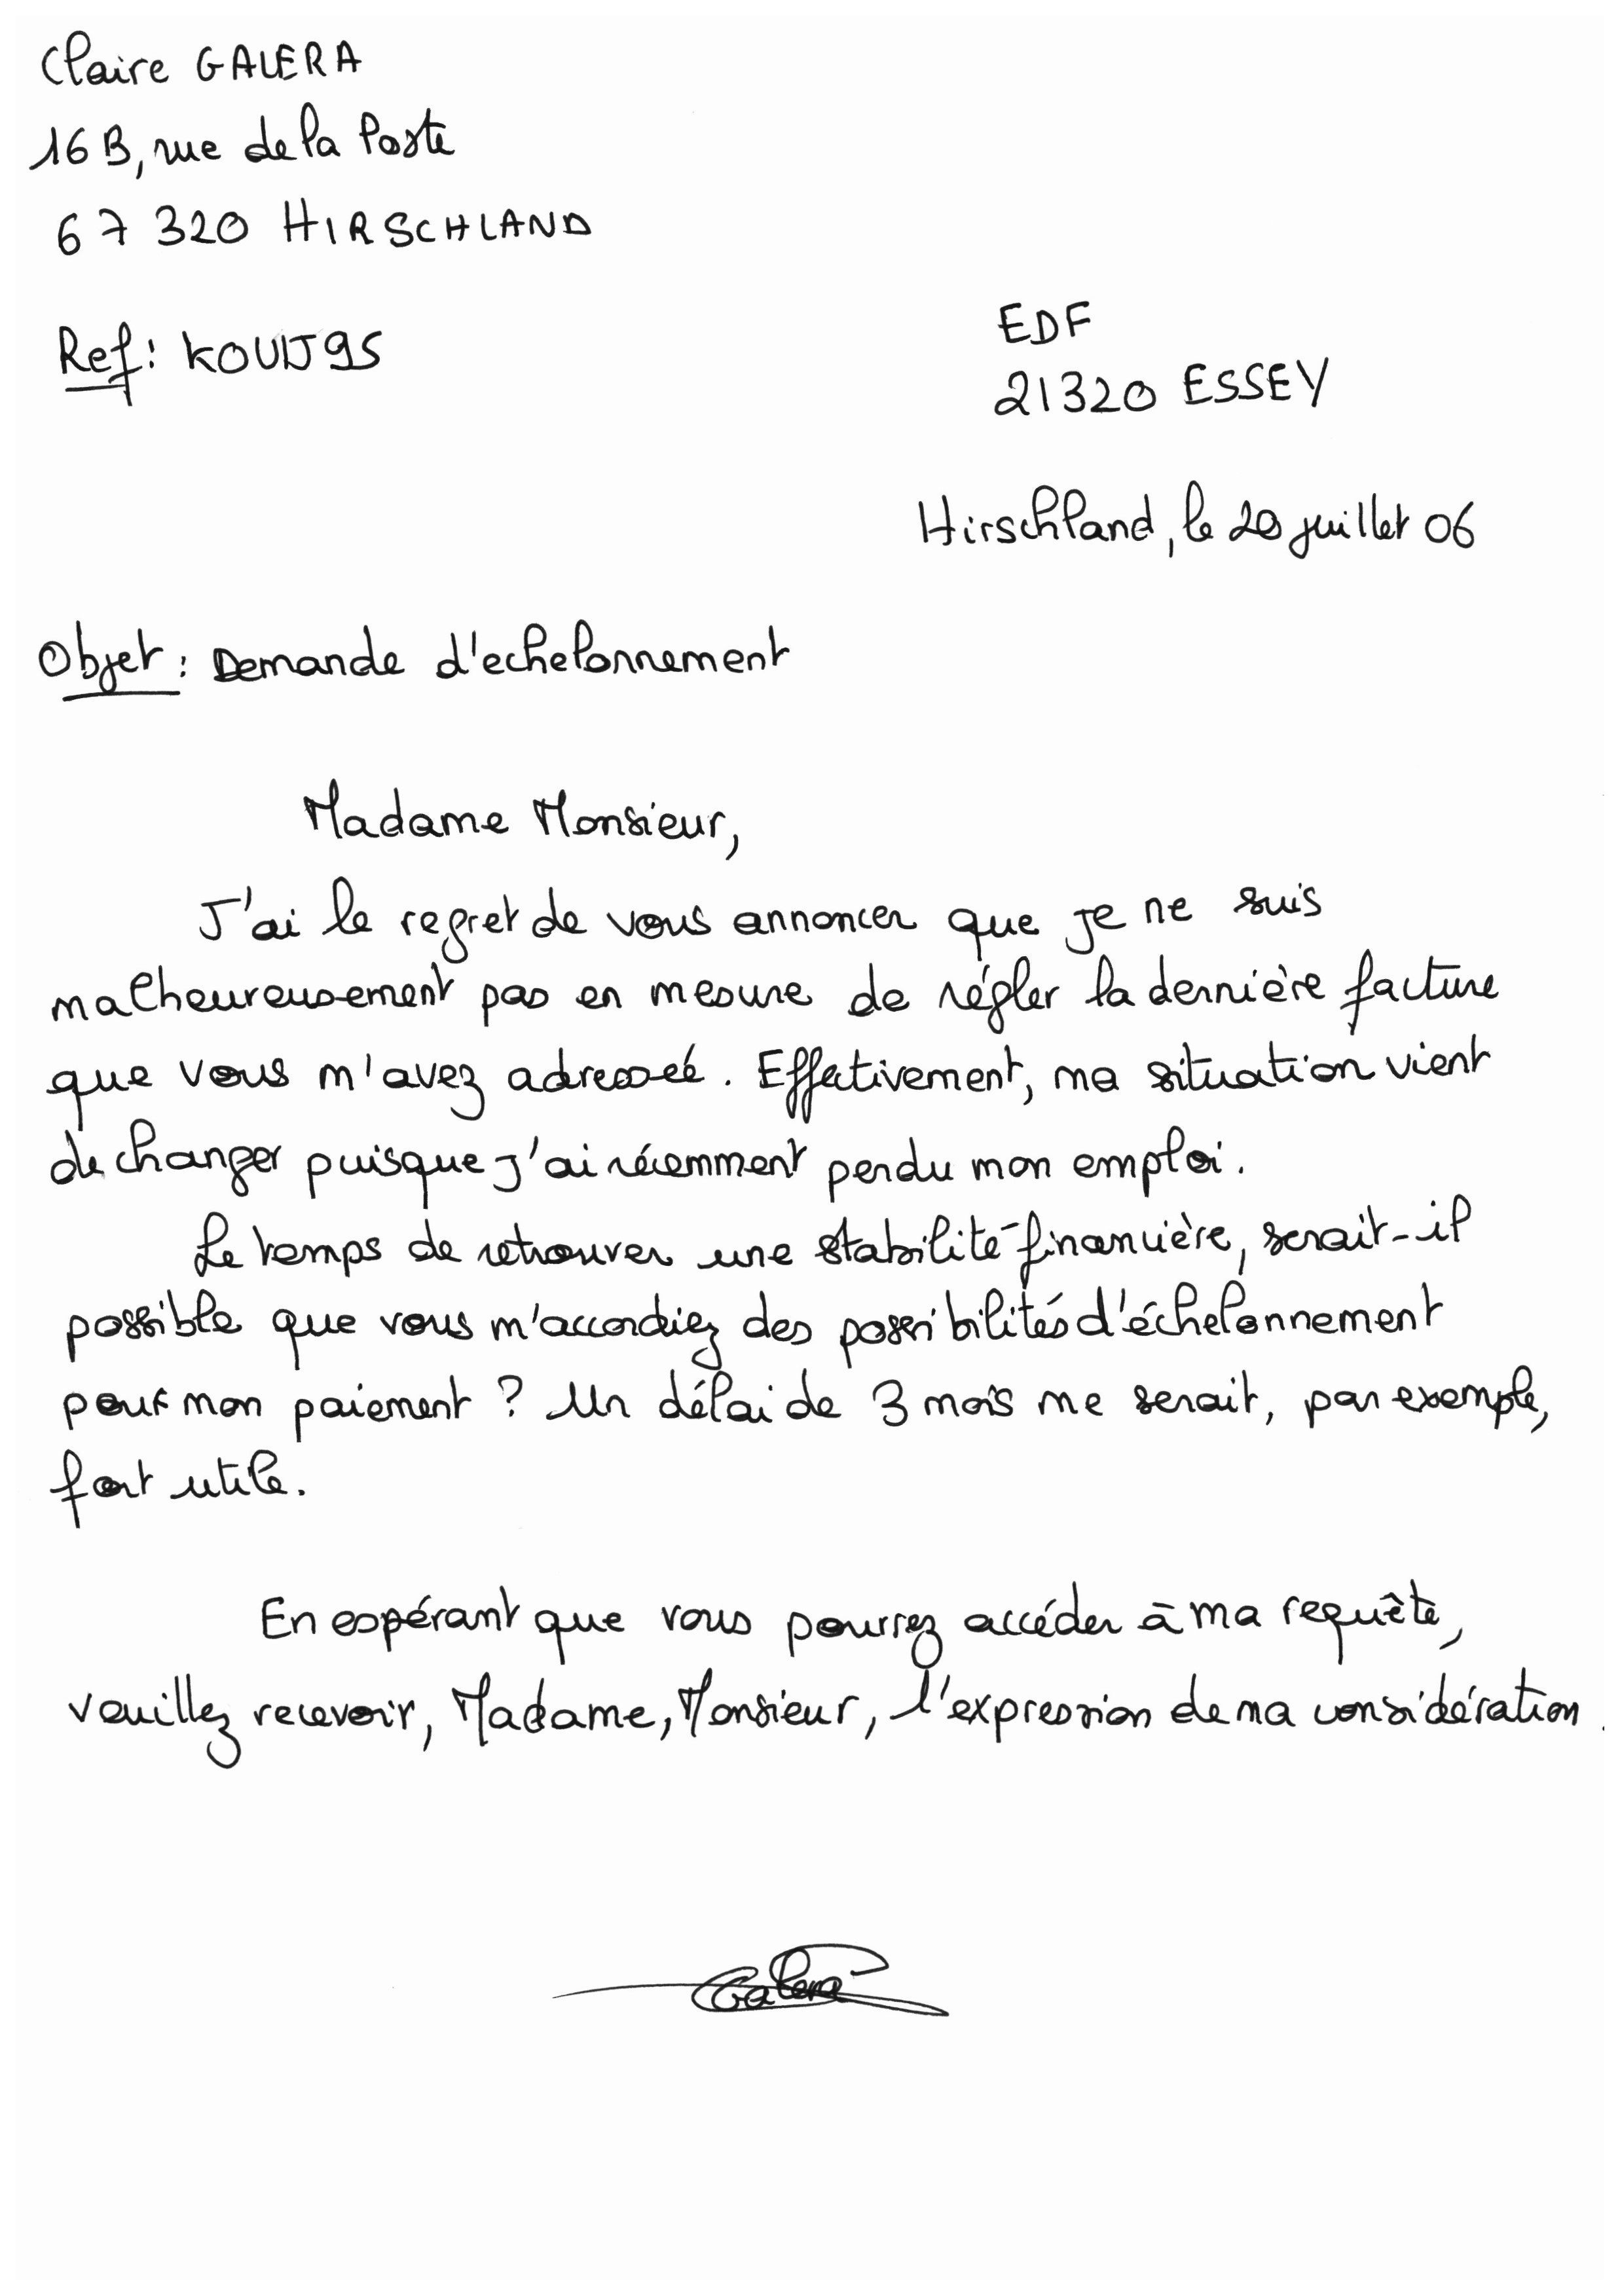 Claire GALERA
16B, rue de la Poste
67 320 HIRSCHLAND
EDF
Ref: KOUIJ95
21320 ESSEY
Hirschland, le 20 juillet 06
Objet : Demande d'echelonnement
Madame Monsieur,
J'ai le regret de vous annoncer que je ne suis
malheureusement pas en mesure de régler la dernière facture
que vous m'avez adresseé. Effectivement, ma situation vient
de changer puisque j'ai récemment perdu mon emploi.
Le temps de retrouver une stabilité financière, serait-il
possible que vous m'accordiez des possibilités d'échelonnement
pour mon paiement ? Un délai de 3 mois me serait, par exemple,
fort utile.
En espérant que vous pourrez accéder à ma requête,
veuillez recevoir, Madame, Monsieur, l'expression de ma considération.
Galera